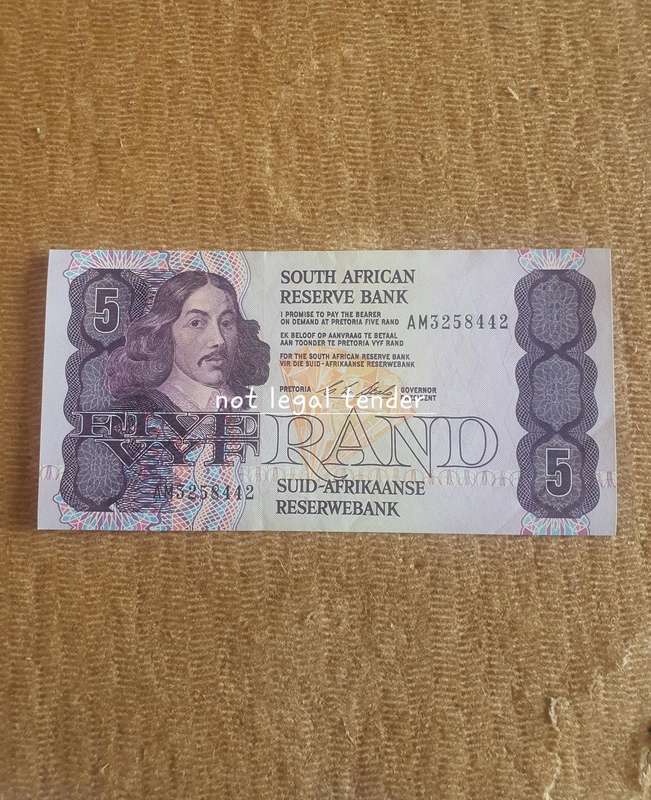 5
SOUTH AFRICAN
RESERVE BANK
I PROMISE TO PAY THE BEARER
ON DEMAND AT PRETORIA FIVE RAND
AM3258442
EK BELOOF OP AANVRAAG TE BETAAL
AAN TOONDER TE PRETORIA VYF RAND
FOR THE SOUTH AFRICAN RESERVE BANK
VIR DIE SUID-AFRIKAANSE RESERWEBANK
PRETORIA
GOVERNOR
not legal tender
FIVE
VYF
RAND
AM3258442
SUID-AFRIKAANSE
RESERWEBANK
5